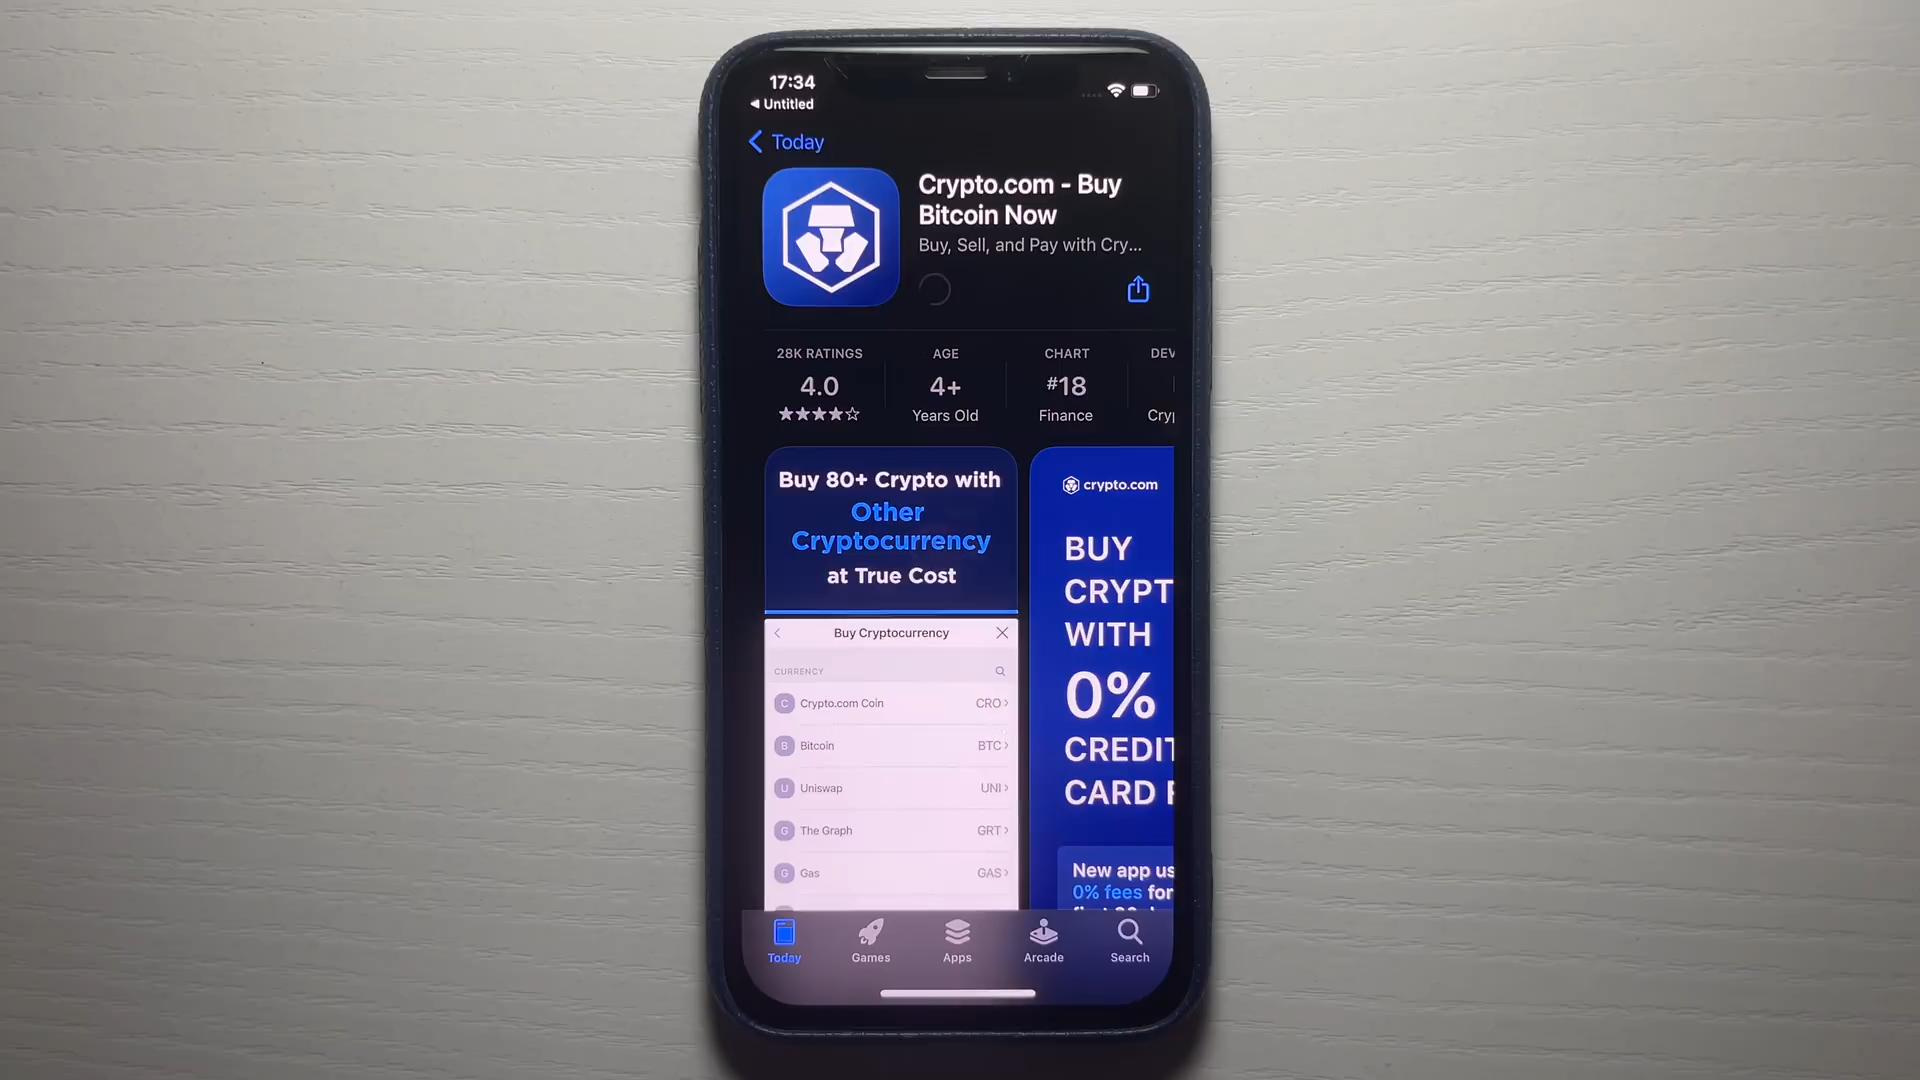 17:34
Untitled
Today
Crypto.com - Buy
Bitcoin Now
Buy, Sell, and Pay with Cry...
28K RATINGS
4.0
AGE
4+
Years Old
CHART
#18
Finance
DEV
Cryp
Buy 80+ Crypto with
Other
Cryptocurrency
at True Cost
Buy Cryptocurrency
CURRENCY
C Crypto.com Coin CRO
B Bitcoin BTC
U Uniswap UNI
G The Graph GRT
G Gas GAS
crypto.com
BUY
CRYPT
WITH
0%
CREDIT
CARD F
New app us
0% fees for
Today
Games
Apps
Arcade
Search